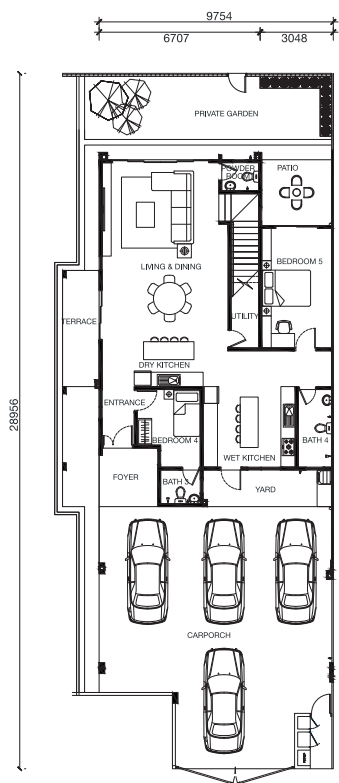 9754
6707
3048
PRIVATE GARDEN
POWDER
ROOM
PATIO
LIVING & DINING
BEDROOM 5
TERRACE
UTILITY
28956
DRY KITCHEN
ENTRANCE
BEDROOM 4
WET KITCHEN
BATH 4
FOYER
BATH 3
YARD
CARPORCH